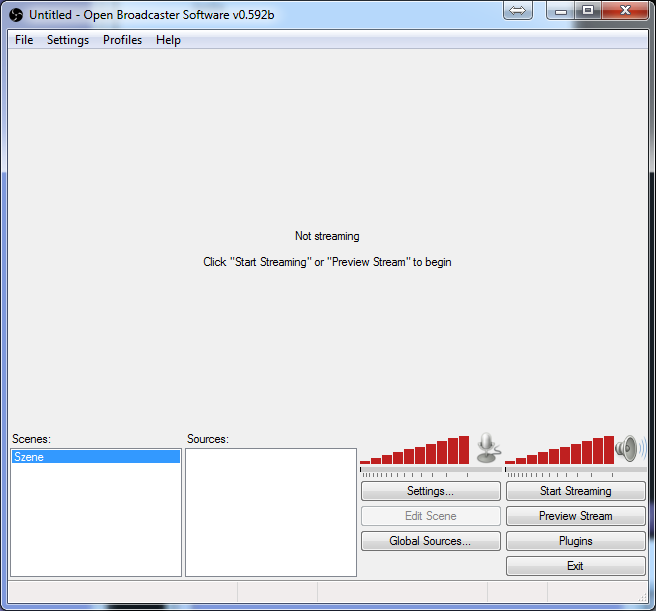 Untitled - Open Broadcaster Software v0.592b
File Settings Profiles Help
Not streaming
Click "Start Streaming" or "Preview Stream" to begin
Scenes: Sources:
Szene
Settings... Start Streaming
Edit Scene Preview Stream
Global Sources... Plugins
Exit